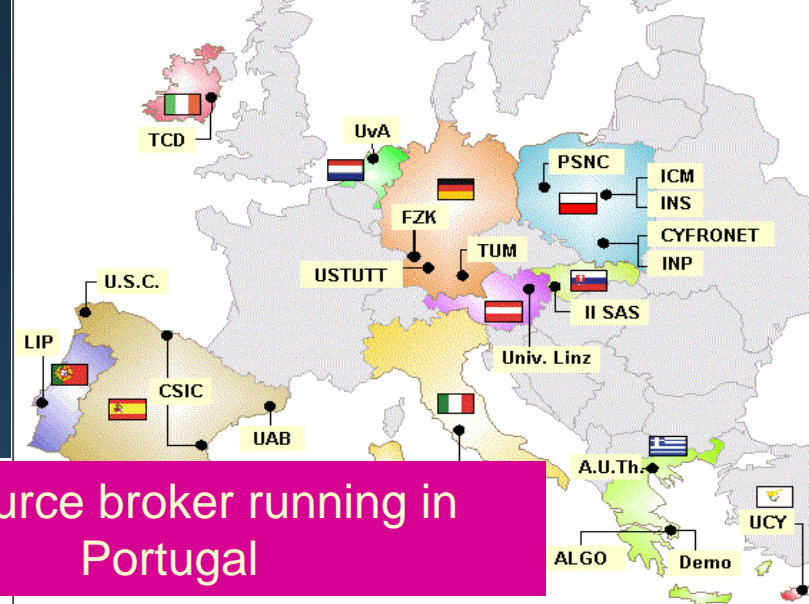 TCD
UvA
PSNC
ICM
INS
FZK
CYFRONET
TUM
INP
USTUTT
U.S.C.
II SAS
LIP
Univ. Linz
CSIC
UAB
A.U.Th.
UCY
ALGO
Demo
broker running in
Portugal